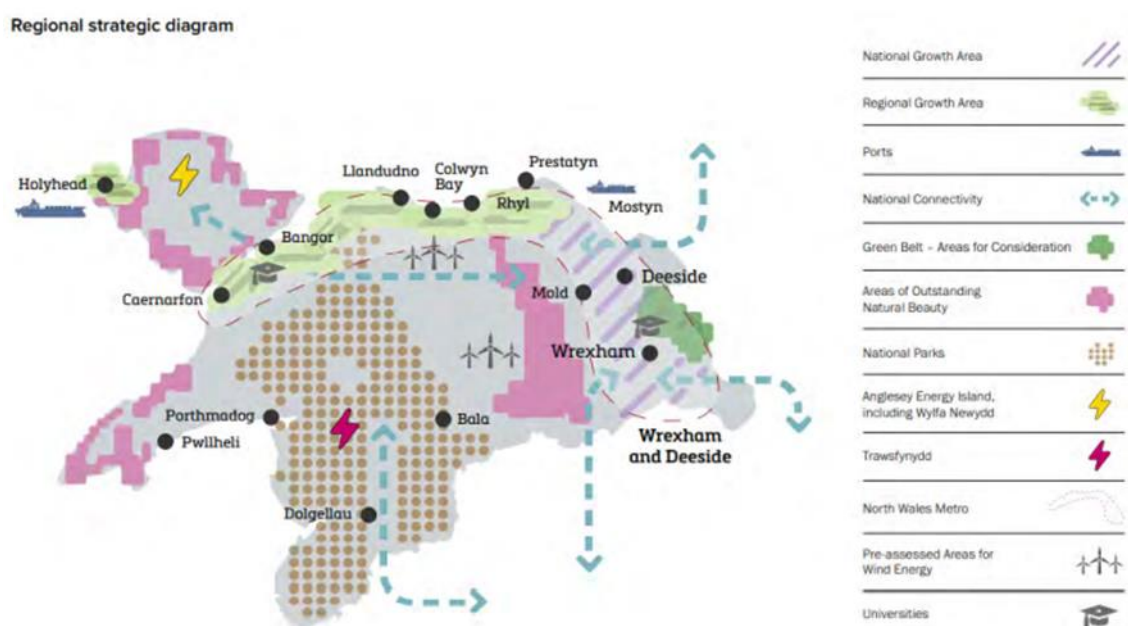 Regional strategic diagram
Holyhead
Llandudno
Colwyn
Bay
Prestatyn
Rhyl
Mostyn
Bangor
Caernarfon
Deeside
Mold
Wrexham
Porthmadog
Pwllheli
Bala
Wrexham
and Deeside
Dolgellau
National Growth Area
Regional Growth Area
Ports
National Connectivity
Green Belt – Areas for Consideration
Areas of Outstanding
Natural Beauty
National Parks
Anglesey Energy Island,
including Wylfa Newydd
Trawsfynydd
North Wales Metro
Pre-assessed Areas for
Wind Energy
Universities